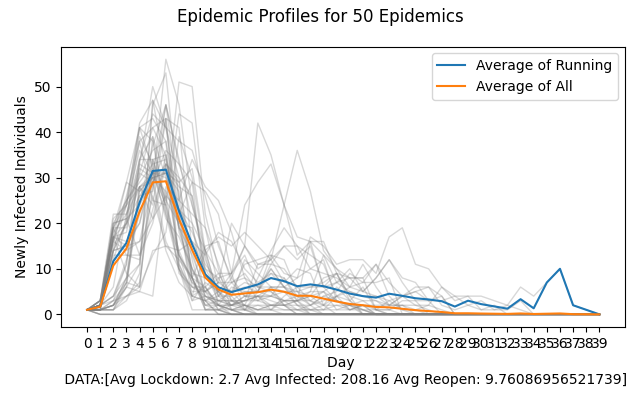 Epidemic Profiles for 50 Epidemics
Average of Running
Average of All
Newly Infected Individuals
50
40
30
20
10
0
0 1 2 3 4 5 6 7 8 9 10 11 12 13 14 15 16 17 18 19 20 21 22 23 24 25 26 27 28 29 30 31 32 33 34 35 36 37 38 39
Day
DATA:[Avg Lockdown: 2.7 Avg Infected: 208.16 Avg Reopen: 9.76086956521739]